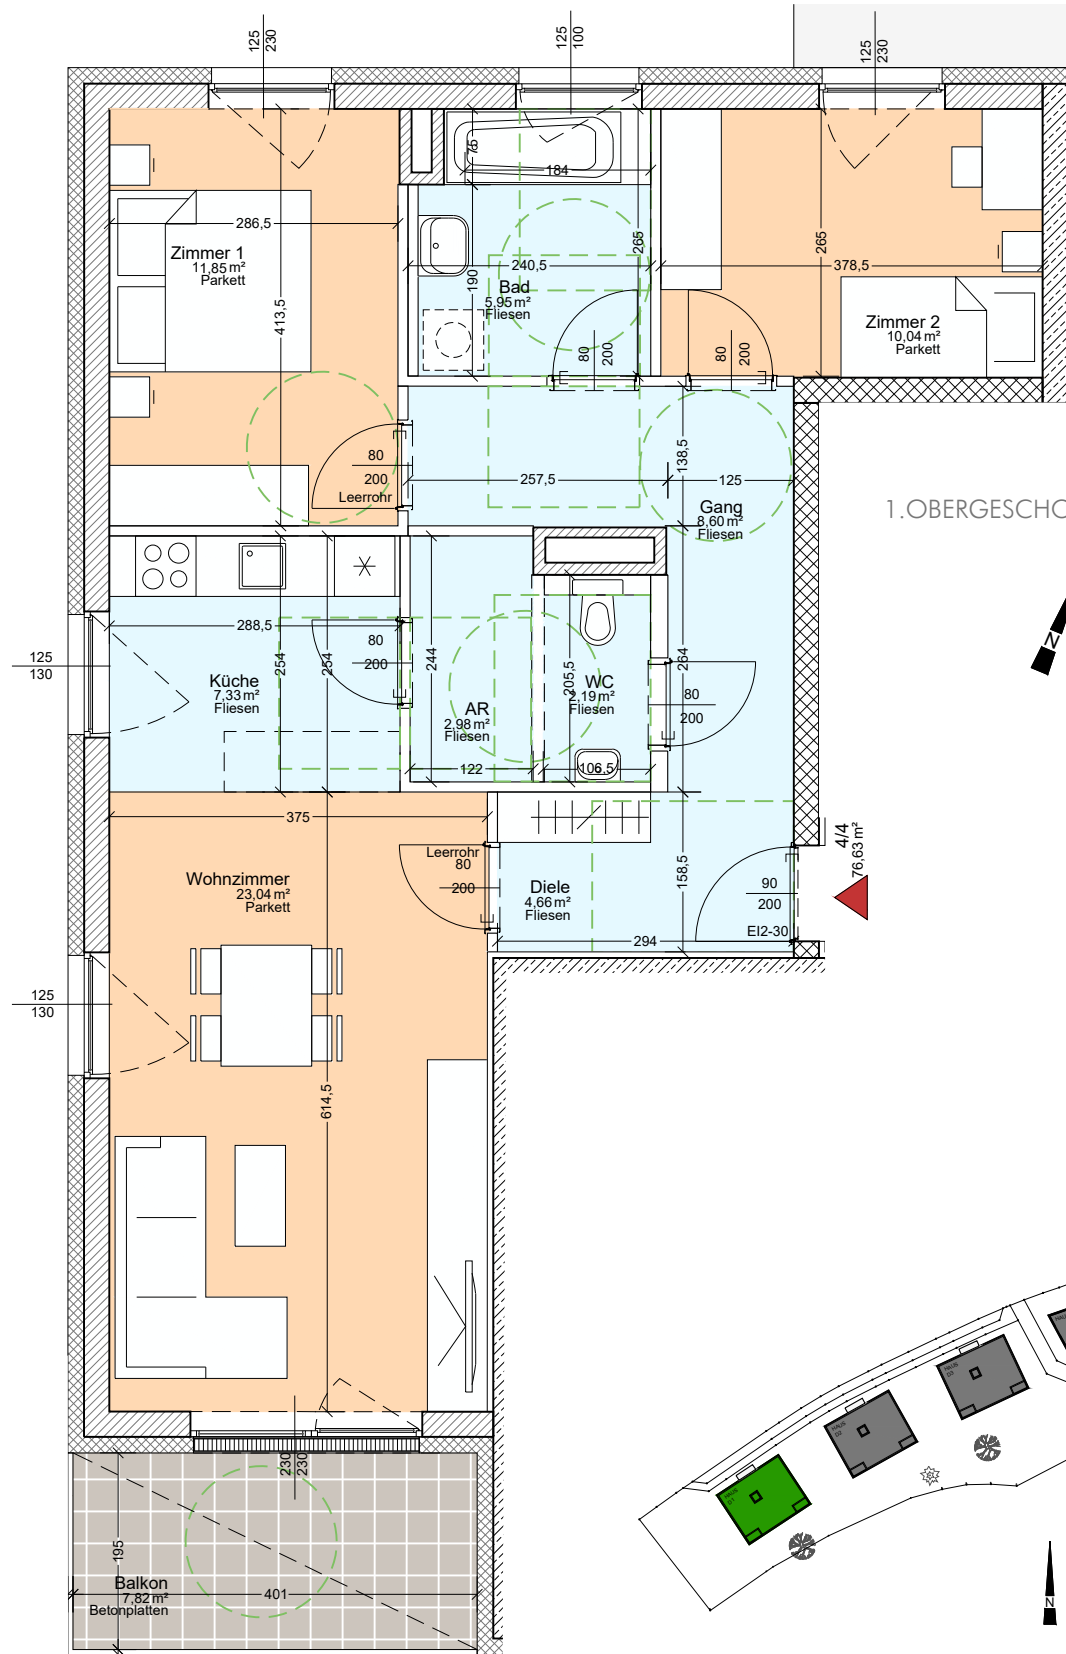 125
230
125
100
125
230
75
184
286,5
Zimmer 1
11,85 m²
Parkett
413,5
240,5
265
190
Bad
5,95 m²
Fliesen
265
378,5
Zimmer 2
10,04 m²
Parkett
80
200
80
200
80
200
Leerrohr
257,5
138,5
125
Gang
8,60 m²
Fliesen
1.OBERGESCHO
N
125
130
288,5
254
254
Küche
7,33 m²
Fliesen
80
200
244
AR
2,98 m²
Fliesen
122
205,5
WC
2,19 m²
Fliesen
106,5
264
80
200
375
Wohnzimmer
23,04 m²
Parkett
Leerrohr
80
200
Diele
4,66 m²
Fliesen
294
158,5
90
200
EI2-30
4/4
76,63 m²
125
130
614,5
230
230
195
Balkon
7,82 m²
Betonplatten
401
HAUS
HAUS
HAUS
HAUS
N